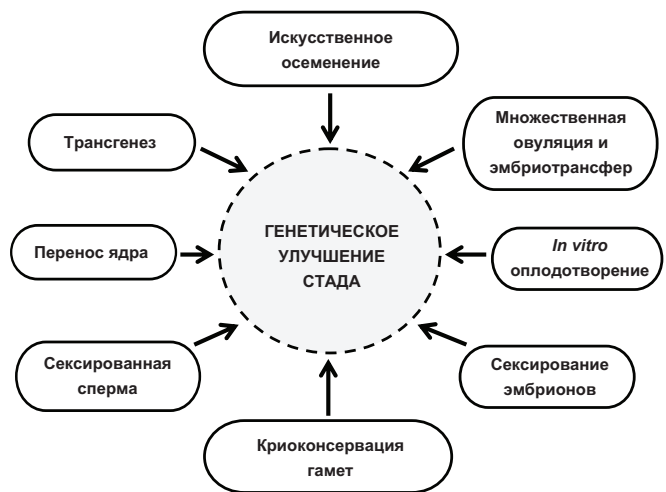 Искусственное
осеменение
Множественная
овуляция и
эмбриотрансфер
Трансгенез
ГЕНЕТИЧЕСКОЕ
УЛУЧШЕНИЕ
СТАДА
Перенос ядра
In vitro
оплодотворение
Сексированная
сперма
Сексирование
эмбрионов
Криоконсервация
гамет